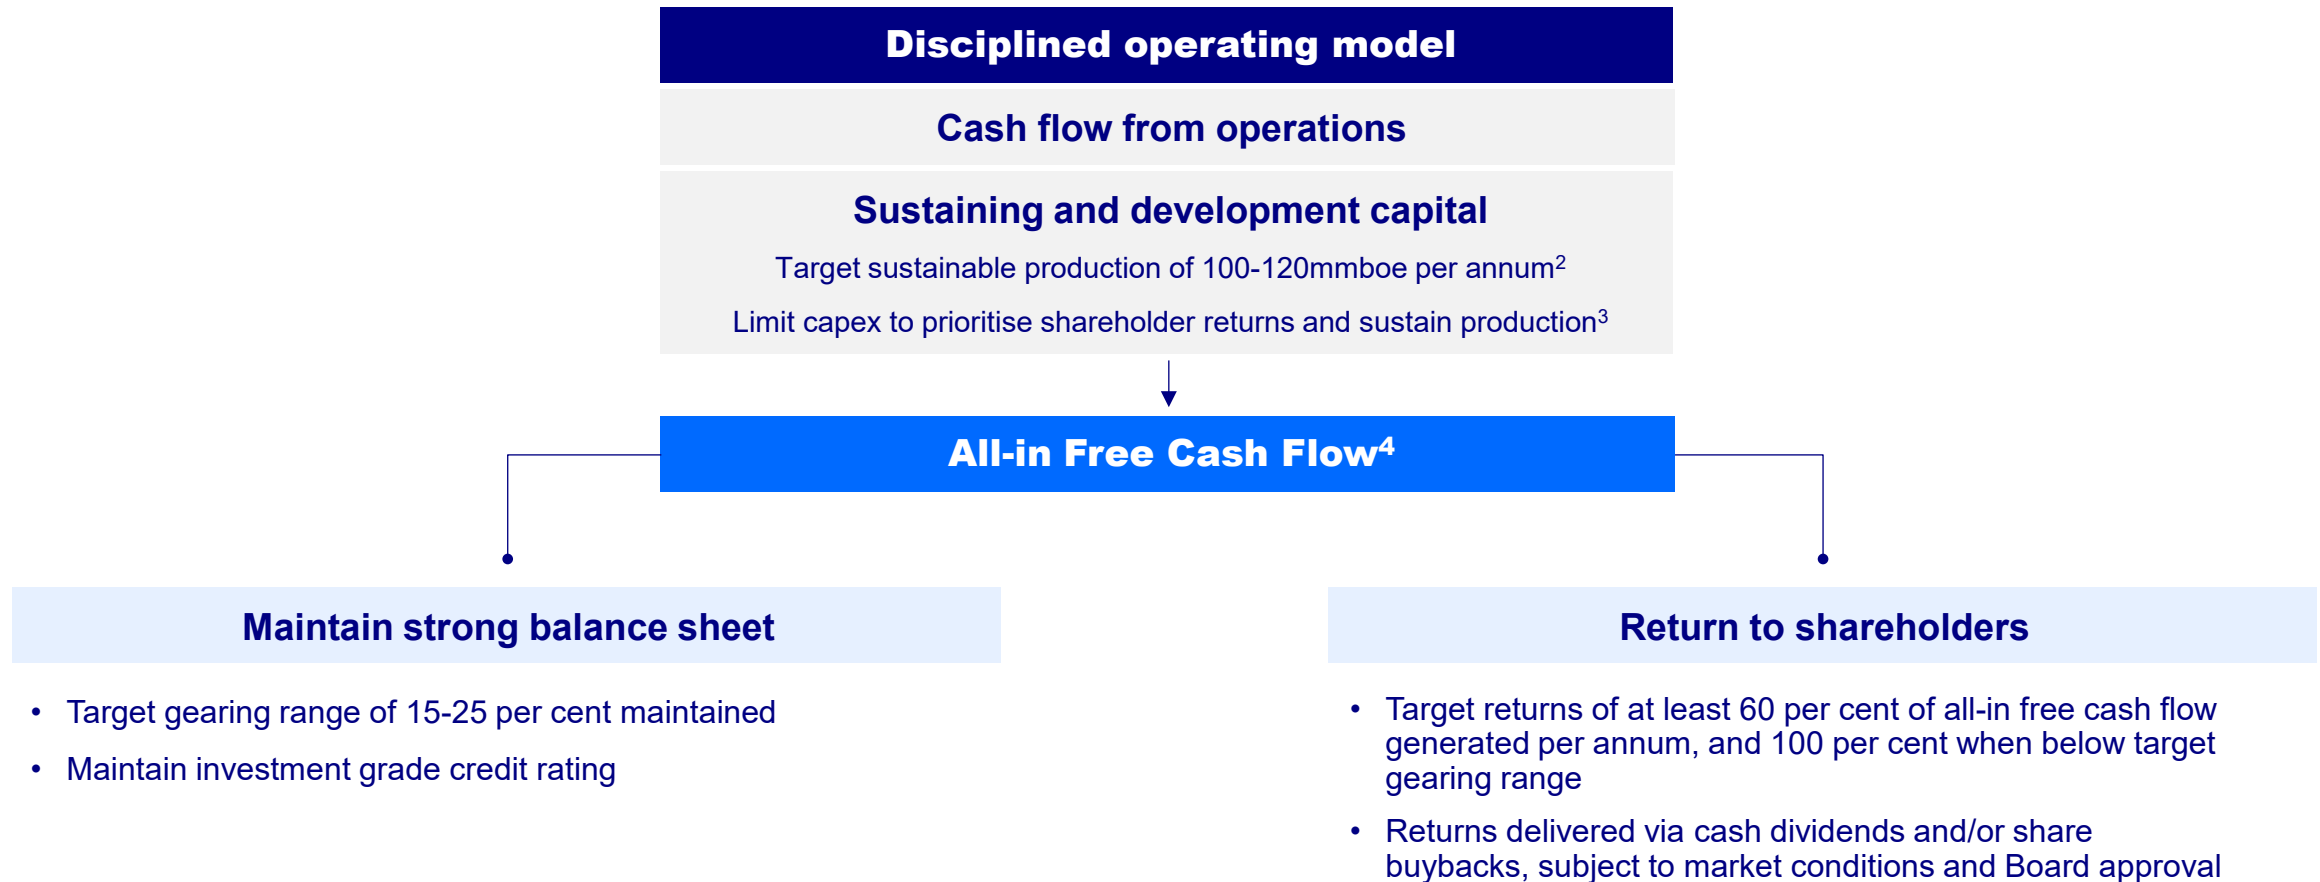 Disciplined operating model
Cash flow from operations
Sustaining and development capital
Target sustainable production of 100-120mmboe per annum²
Limit capex to prioritise shareholder returns and sustain production³
All-in Free Cash Flow⁴
Maintain strong balance sheet
• Target gearing range of 15-25 per cent maintained
• Maintain investment grade credit rating
Return to shareholders
• Target returns of at least 60 per cent of all-in free cash flow
generated per annum, and 100 per cent when below target
gearing range
• Returns delivered via cash dividends and/or share
buybacks, subject to market conditions and Board approval